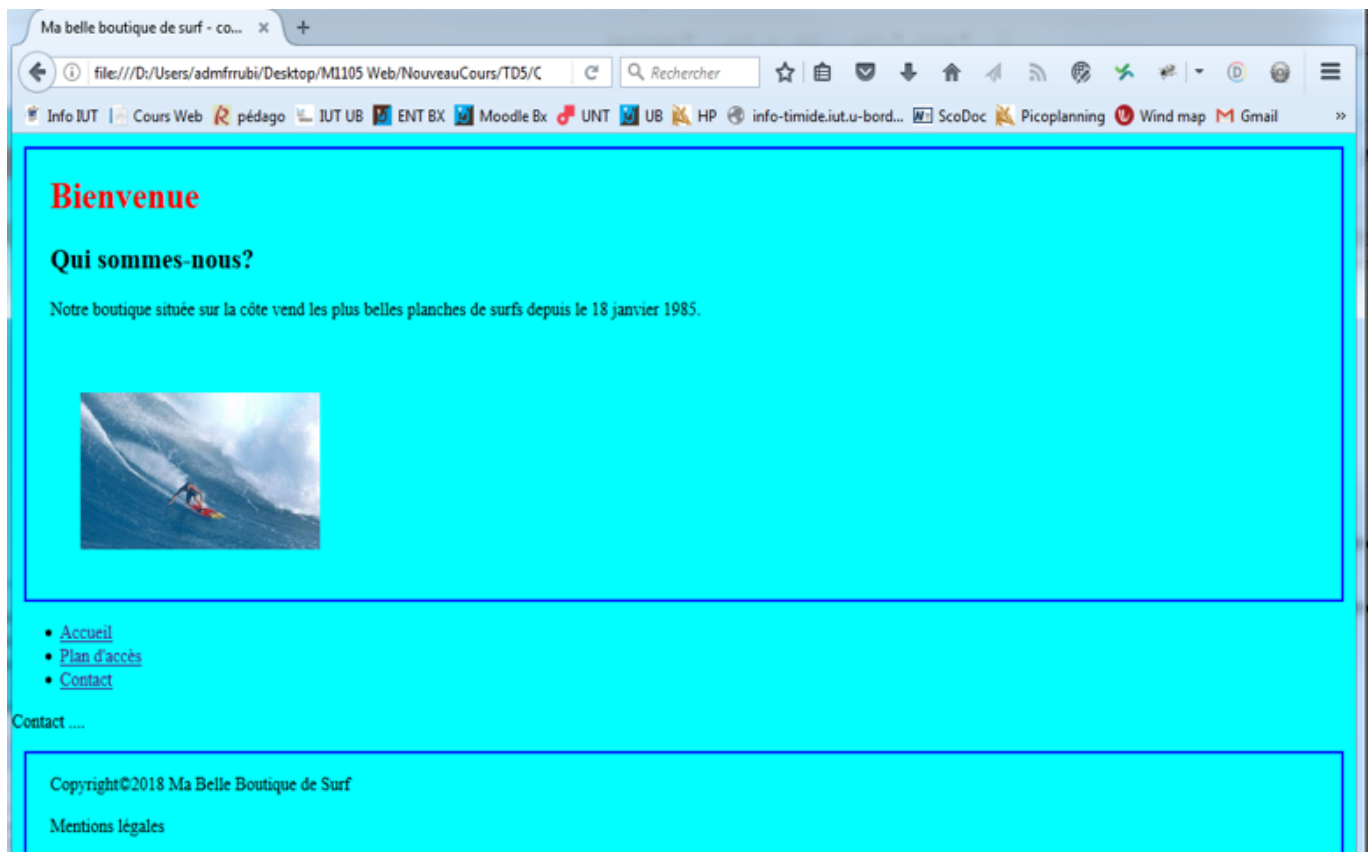 Ma belle boutique de surf - co...
file:///D:/Users/admfrrubi/Desktop/M1105 Web/NouveauCours/TD5/C
Rechercher
Info IUT Cours Web pédago IUT UB ENT BX Moodle Bx UNT UB HP info-timide.iut.u-bord... ScoDoc Picoplanning Wind map Gmail »
Bienvenue
Qui sommes-nous?
Notre boutique située sur la côte vend les plus belles planches de surfs depuis le 18 janvier 1985.
Accueil
Plan d'accès
Contact
Contact ....
Copyright©2018 Ma Belle Boutique de Surf
Mentions légales